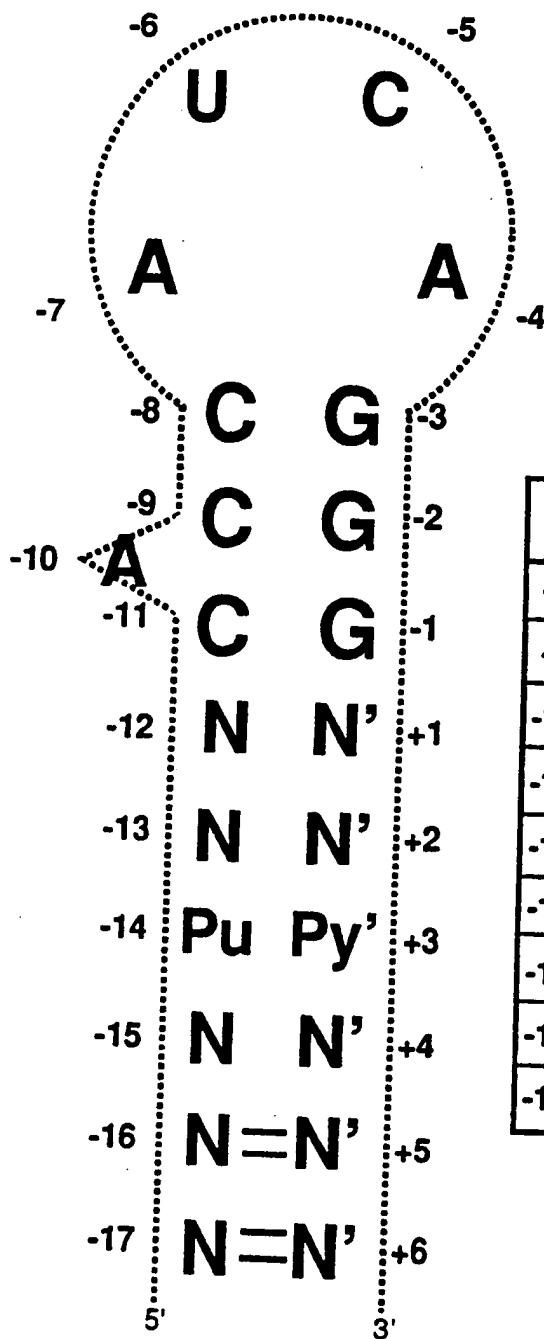 -6 -5
U C
A A
-7 -4
-8 C G -3
-9 C G -2
-10 A
-11 C G -1
-12 N N’ +1
-13 N N’ +2
-14 Pu Py’ +3
-15 N N’ +4
-16 N=N’ +5
-17 N=N’ +6
5' 3'